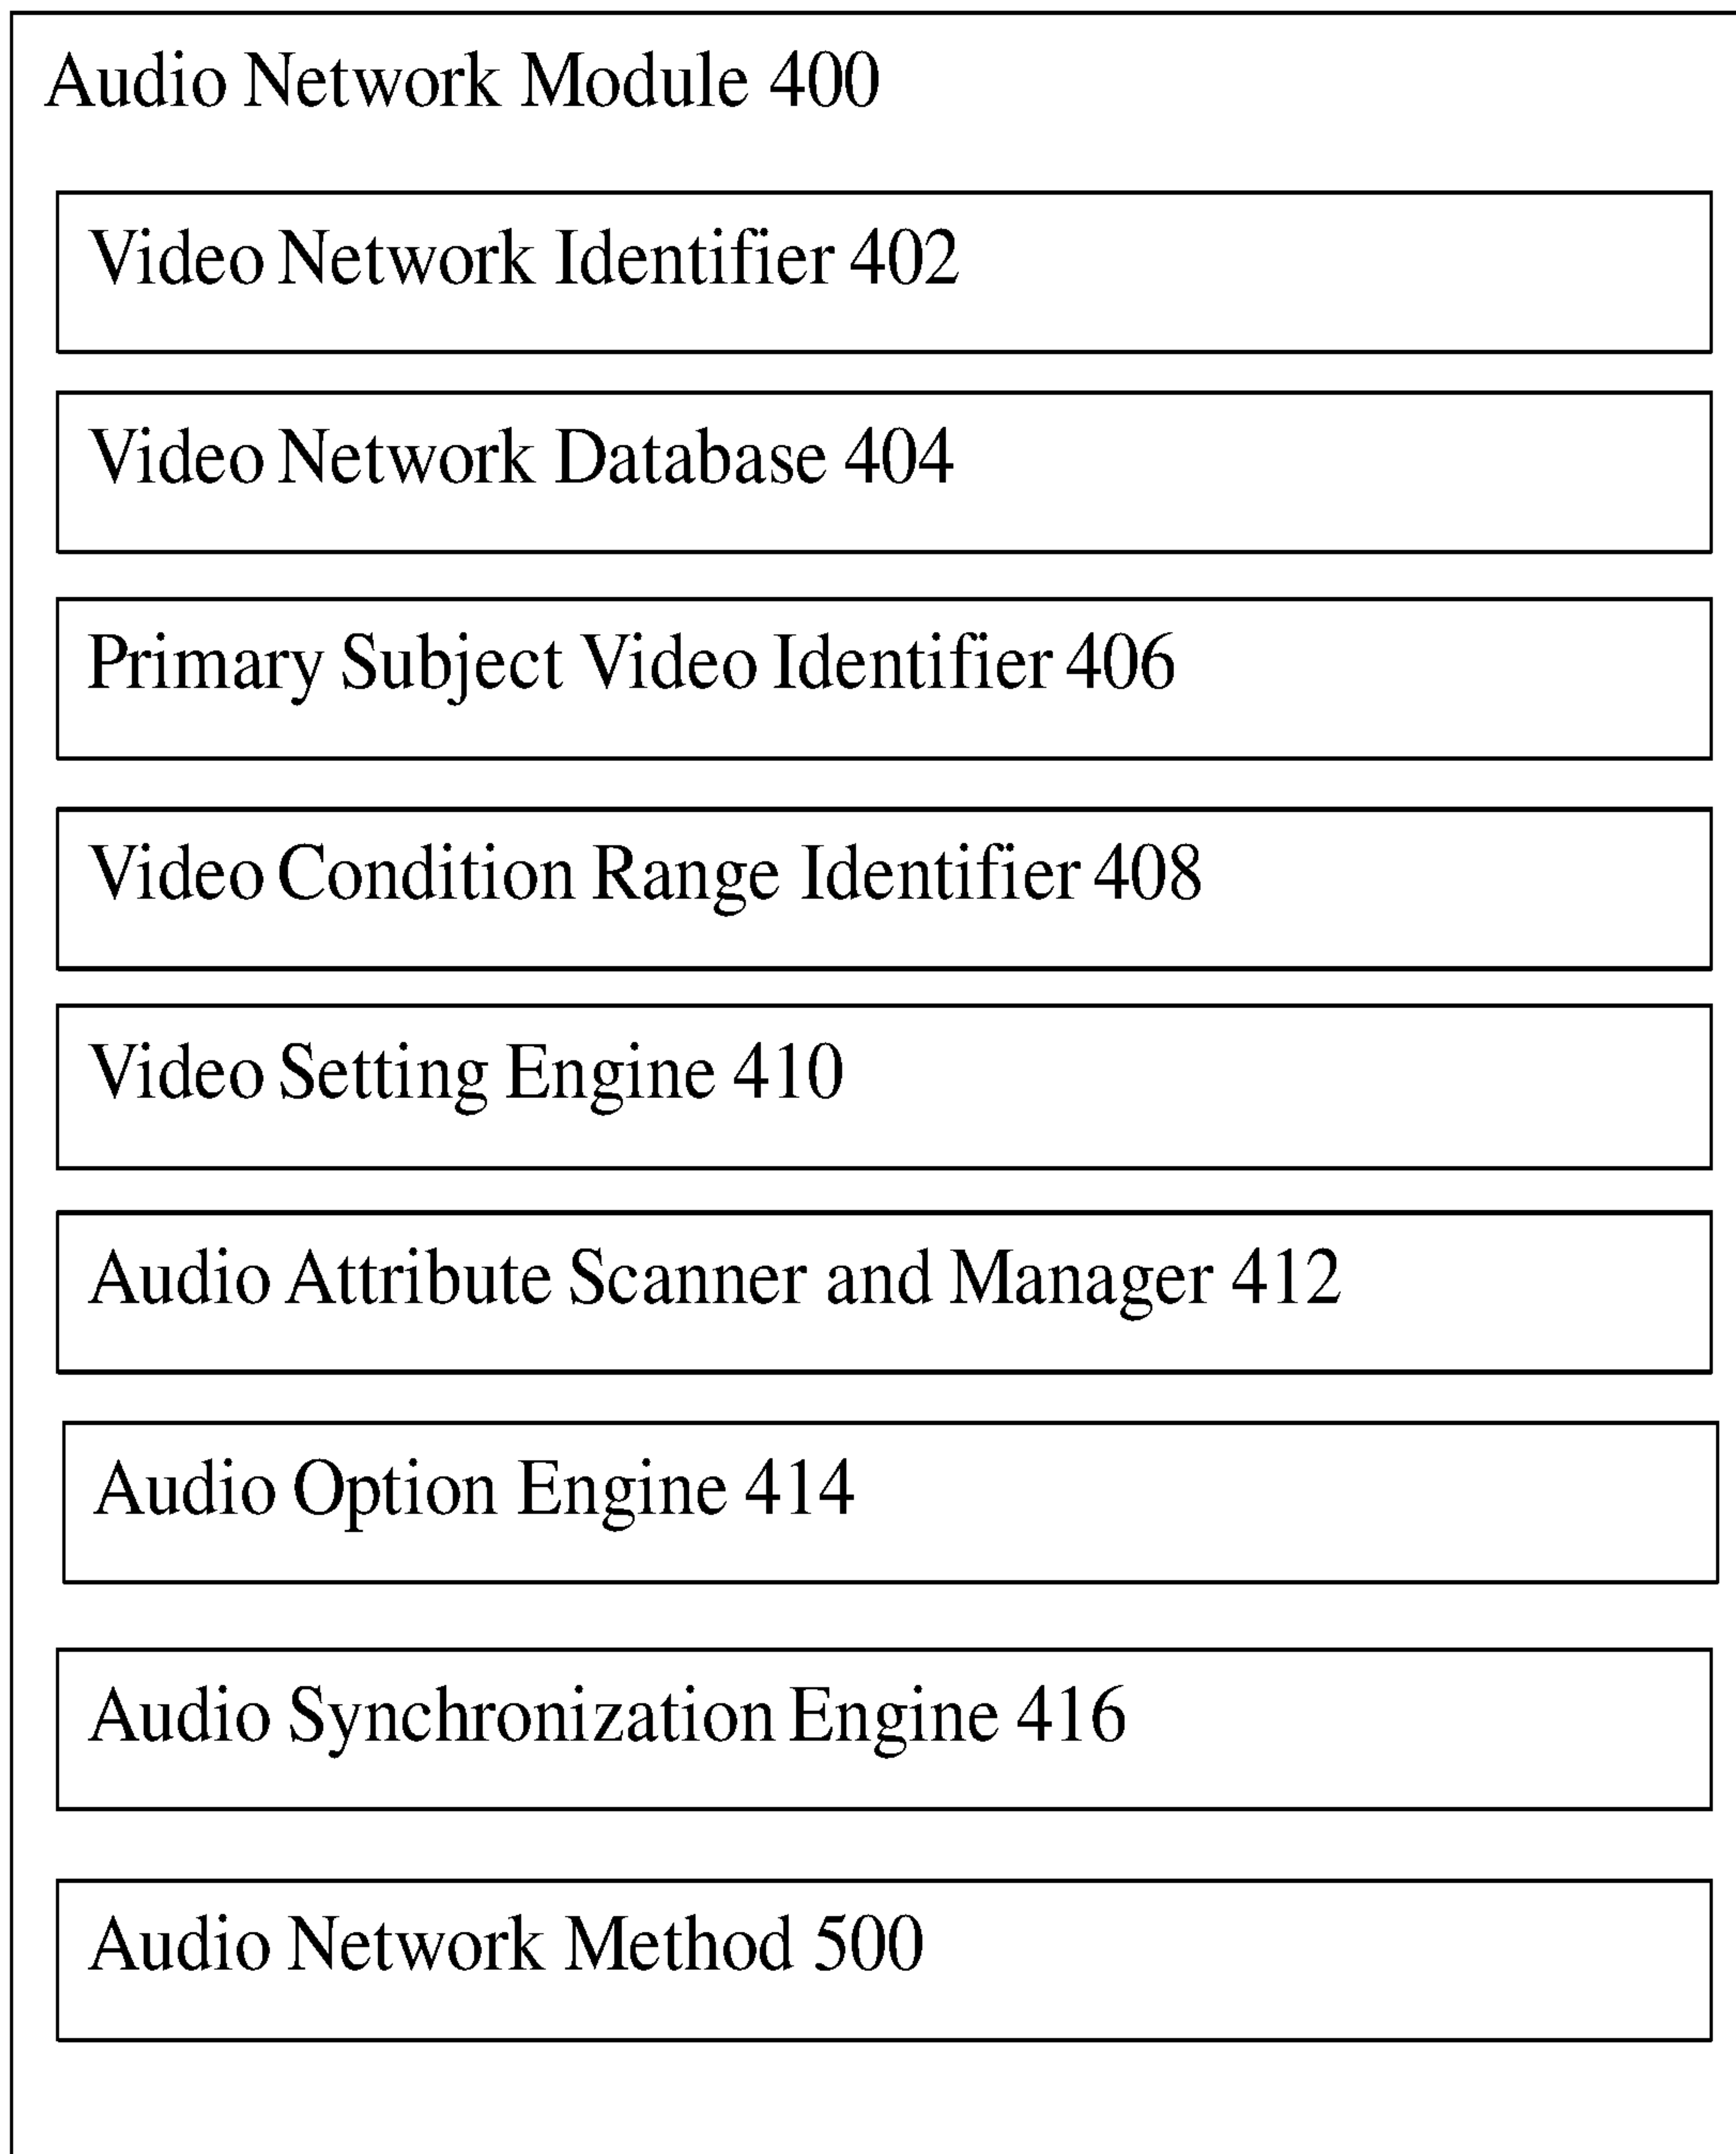 Audio Network Module 400
Video Network Identifier 402
Video Network Database 404
Primary Subject Video Identifier 406
Video Condition Range Identifier 408
Video Setting Engine 410
Audio Attribute Scanner and Manager 412
Audio Option Engine 414
Audio Synchronization Engine 416
Audio Network Method 500